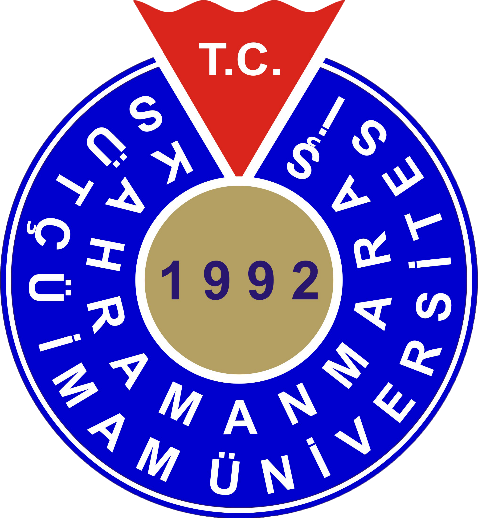 T.C.
KAHRAMANMARAŞ
SÜTÇÜ İMAM ÜNİVERSİTESİ
1992